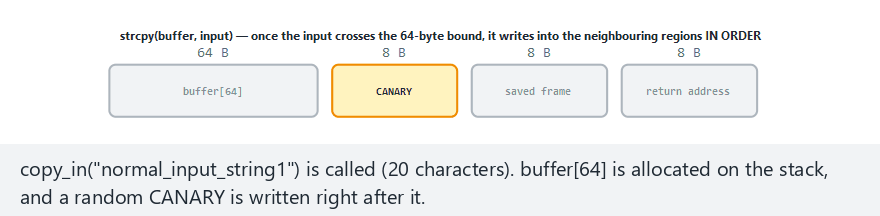 strcpy(buffer, input) — once the input crosses the 64-byte bound, it writes into the neighbouring regions IN ORDER
64 B 8 B 8 B 8 B
buffer[64] CANARY saved frame return address
copy_in("normal_input_string1") is called (20 characters). buffer[64] is allocated on the stack,
and a random CANARY is written right after it.